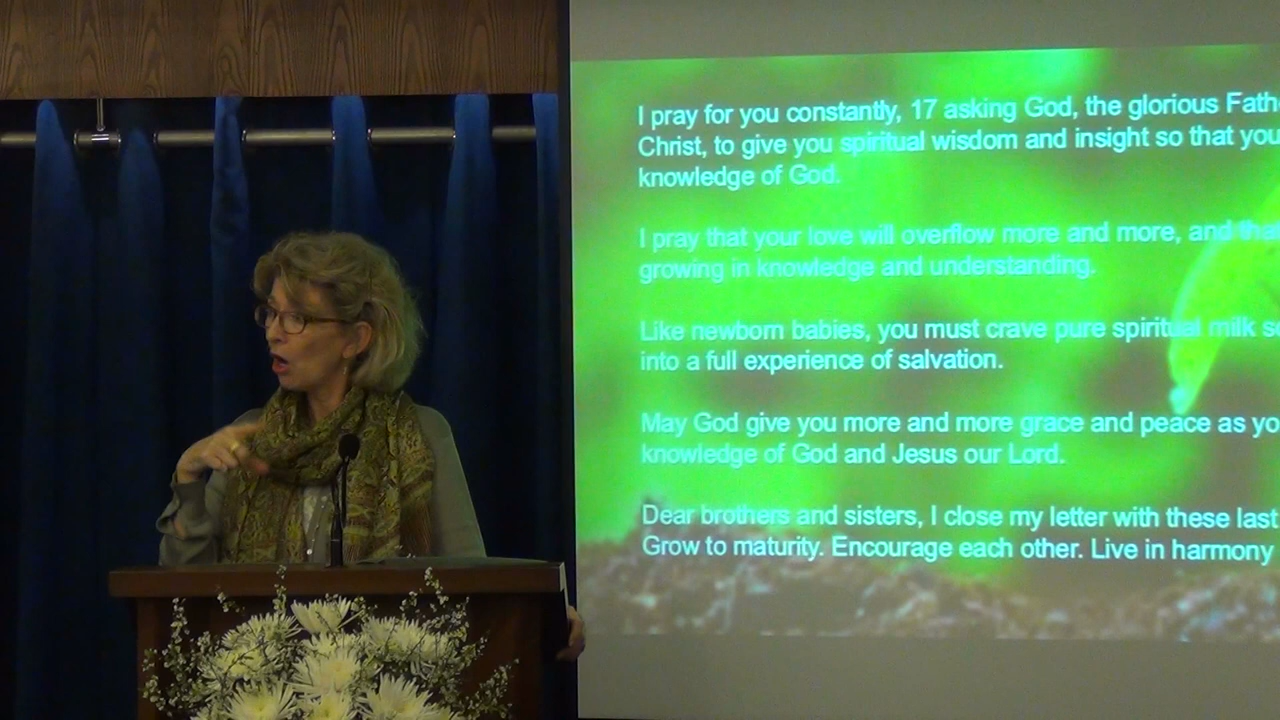 I pray for you constantly, 17 asking God, the glorious Fath
Christ, to give you spiritual wisdom and insight so that you
knowledge of God.
I pray that your love will overflow more and more, and that
growing in knowledge and understanding.
Like newborn babies, you must crave pure spiritual milk so
into a full experience of salvation.
May God give you more and more grace and peace as yo
knowledge of God and Jesus our Lord.
Dear brothers and sisters, I close my letter with these last
Grow to maturity. Encourage each other. Live in harmony